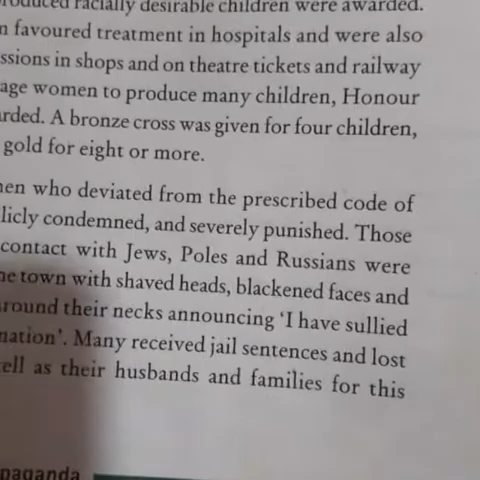 produced racially desirable children were awarded.
n favoured treatment in hospitals and were also
ssions in shops and on theatre tickets and railway
age women to produce many children, Honour
rded. A bronze cross was given for four children,
gold for eight or more.
en who deviated from the prescribed code of
licly condemned, and severely punished. Those
contact with Jews, Poles and Russians were
he town with shaved heads, blackened faces and
around their necks announcing ‘I have sullied
nation’. Many received jail sentences and lost
ell as their husbands and families for this
paganda